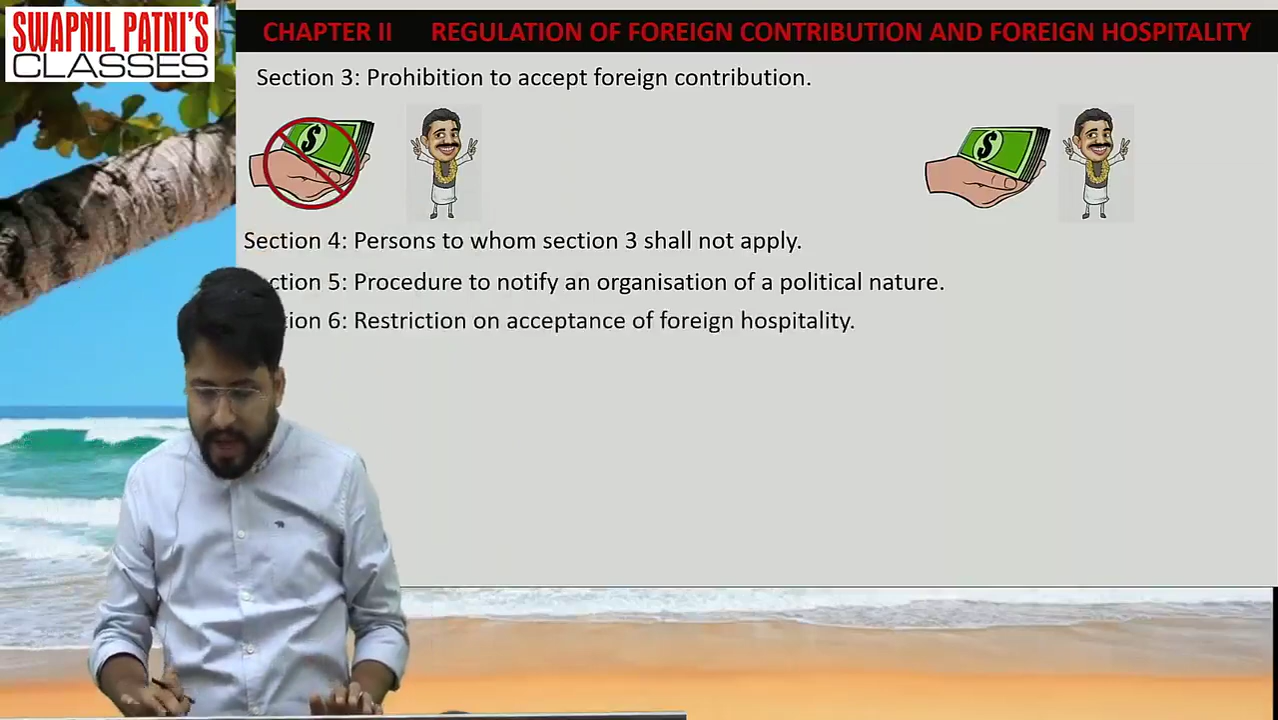 SWAPNIL PATNI'S
CLASSES
CHAPTER II REGULATION OF FOREIGN CONTRIBUTION AND FOREIGN HOSPITALITY
Section 3: Prohibition to accept foreign contribution.
$ $
Section 4: Persons to whom section 3 shall not apply.
ction 5: Procedure to notify an organisation of a political nature.
ion 6: Restriction on acceptance of foreign hospitality.